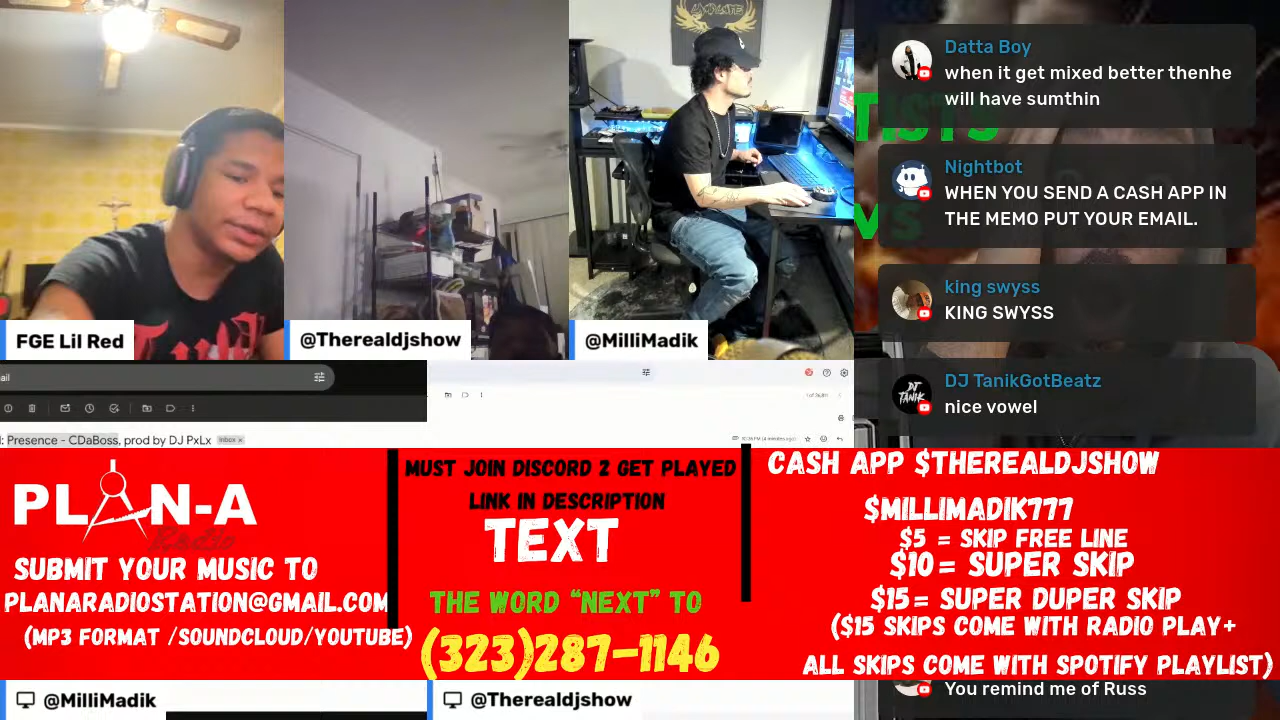 FGE Lil Red
@Therealdjshow
@MilliMadik
Datta Boy
when it get mixed better thenhe
will have sumthin
Nightbot
WHEN YOU SEND A CASH APP IN
THE MEMO PUT YOUR EMAIL.
king swyss
KING SWYSS
DJ TanikGotBeatz
nice vowel
You remind me of Russ
Presence - CDaBoss, prod by DJ PxLx Inbox x
PLAN-A
Radio
SUBMIT YOUR MUSIC TO
PLANARADIOSTATION@GMAIL.COM
(MP3 FORMAT /SOUNDCLOUD/YOUTUBE)
MUST JOIN DISCORD 2 GET PLAYED
LINK IN DESCRIPTION
TEXT
THE WORD “NEXT” TO
(323)287-1146
CASH APP $THEREALDJSHOW
$MILLIMADIK777
$5 = SKIP FREE LINE
$10 = SUPER SKIP
$15 = SUPER DUPER SKIP
($15 SKIPS COME WITH RADIO PLAY+
ALL SKIPS COME WITH SPOTIFY PLAYLIST)
@MilliMadik
@Therealdjshow